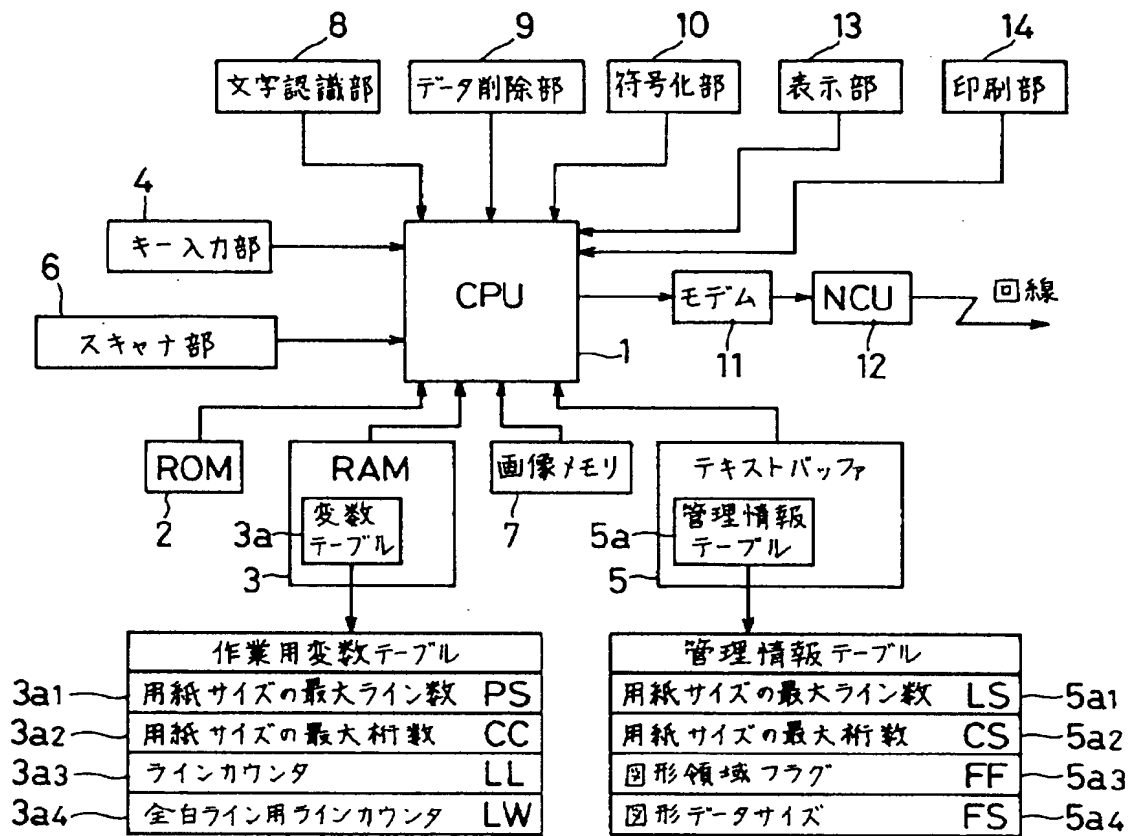 8 9 10 13 14
文字認識部 データ削除部 符号化部 表示部 印刷部
4
キー入力部
6
スキャナ部
CPU
1
モデム
11
NCU
12
回線
ROM
2
RAM
3a 変数
テーブル
3
画像メモリ
7
テキストバッファ
5a 管理情報
テーブル
5
作業用変数テーブル
3a1 用紙サイズの最大ライン数 PS
3a2 用紙サイズの最大桁数 CC
3a3 ラインカウンタ LL
3a4 全白ライン用ラインカウンタ LW
管理情報テーブル
用紙サイズの最大ライン数 LS 5a1
用紙サイズの最大桁数 CS 5a2
図形領域フラグ FF 5a3
図形データサイズ FS 5a4